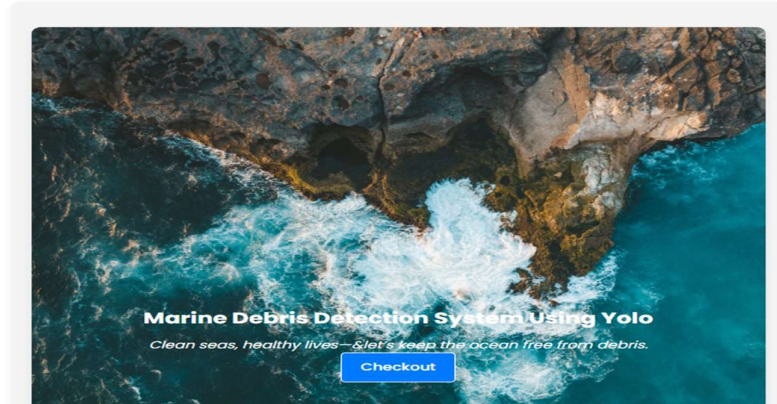 Marine Debris Detection System Using Yolo
Clean seas, healthy lives—&let's keep the ocean free from debris.
Checkout